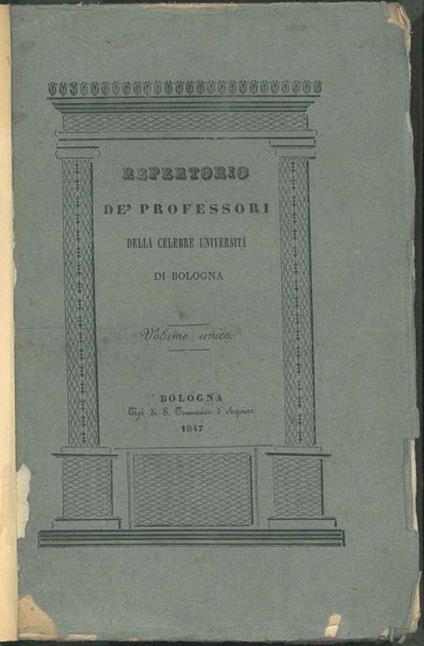 REPERTORIO
DE' PROFESSORI
DELLA CELEBRE UNIVERSITÀ
DI BOLOGNA
Volume unico.
BOLOGNA
Tipi di S. Tommaso d'Aquino
1847